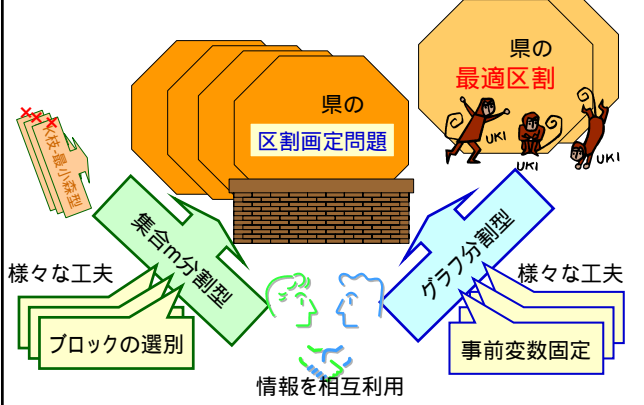 県の
最適区割
県の
区割画定問題
UKI
UKI
UKI
K枝-最小森型
集合m分割型
グラフ分割型
様々な工夫
様々な工夫
ブロックの選別
事前変数固定
情報を相互利用